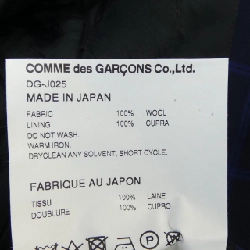 COMME des GARÇONS Co., Ltd.
DG-J025
MADE IN JAPAN
FABRIC 100% WOOL
LINING 100% CUPRA
DO NOT WASH.
WARM IRON.
DRYCLEAN ANY SOLVENT, SHORT CYCLE.
FABRIQUE AU JAPON
TISSU 100% LAINE
DOUBLURE 100% CUPRO